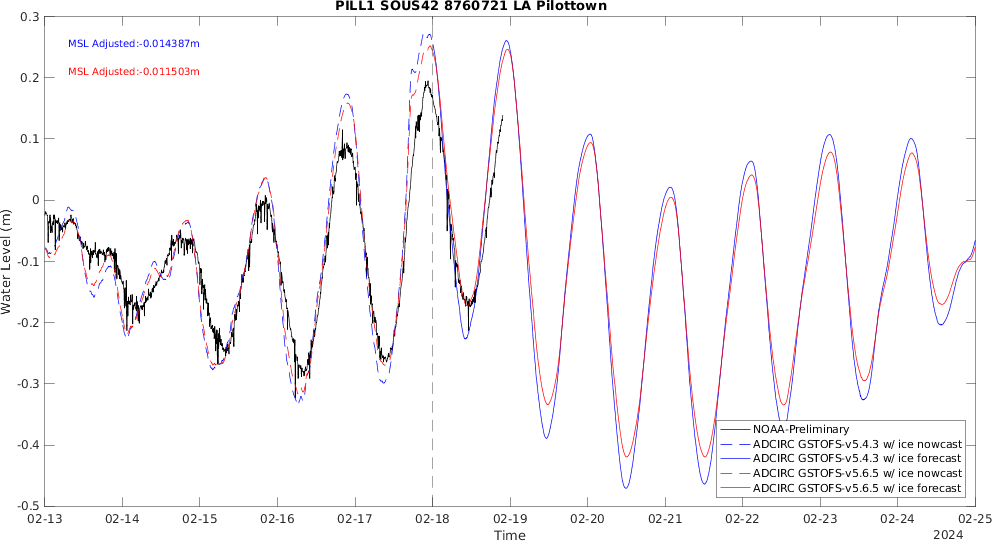 PILL1 SOUS42 8760721 LA Pilottown
MSL Adjusted:-0.014387m
MSL Adjusted:-0.011503m
Water Level (m)
0.3
0.2
0.1
0
-0.1
-0.2
-0.3
-0.4
-0.5
NOAA-Preliminary
ADCIRC GSTOFS-v5.4.3 w/ ice nowcast
ADCIRC GSTOFS-v5.4.3 w/ ice forecast
ADCIRC GSTOFS-v5.6.5 w/ ice nowcast
ADCIRC GSTOFS-v5.6.5 w/ ice forecast
02-13 02-14 02-15 02-16 02-17 02-18 02-19 02-20 02-21 02-22 02-23 02-24 02-25
Time
2024